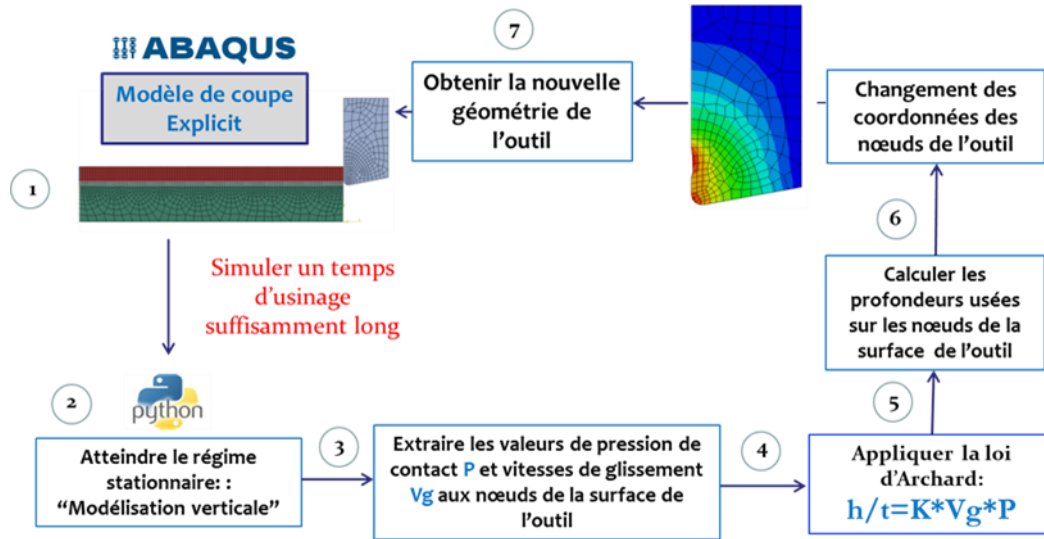 7
ABAQUS
Modèle de coupe
Explicit
Obtenir la nouvelle
géométrie de
l'outil
Changement des
coordonnées des
nœuds de l'outil
1
Simuler un temps
d'usinage
suffisamment long
6
Calculer les
profondeurs usées
sur les nœuds de la
surface de l'outil
2
python
3
4
5
Atteindre le régime
stationnaire: :
“Modélisation verticale”
Extraire les valeurs de pression de
contact P et vitesses de glissement
Vg aux nœuds de la surface de
l'outil
Appliquer la loi
d'Archard:
h/t=K*Vg*P